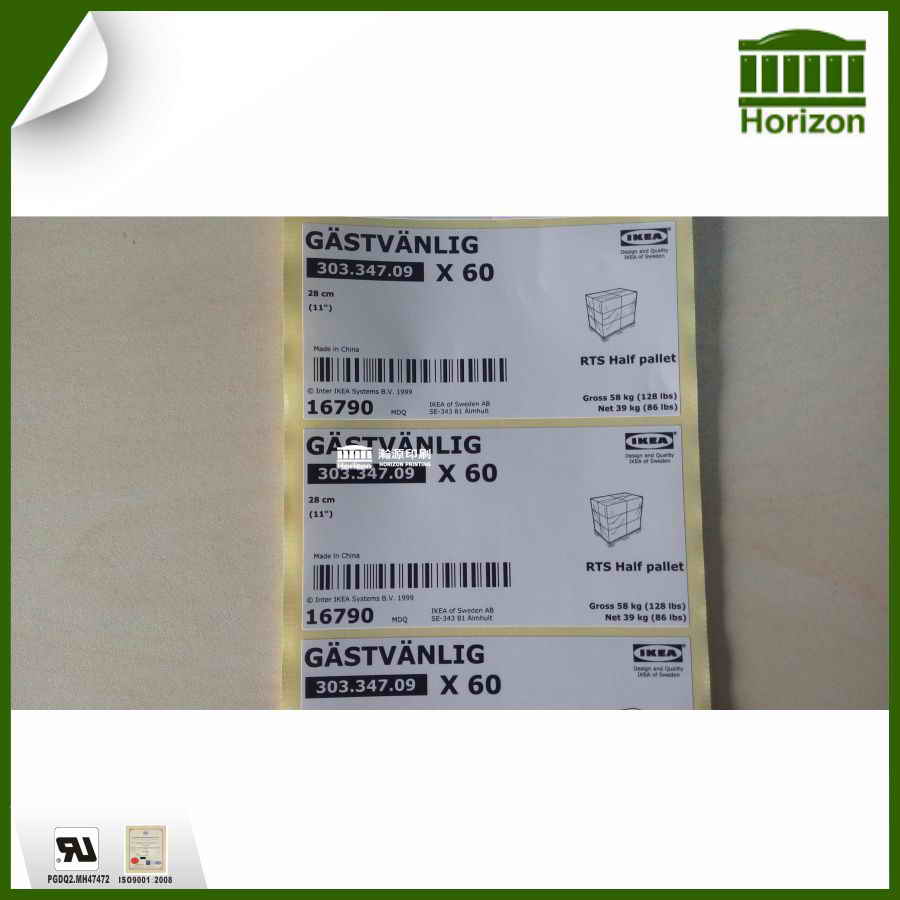 Horizon
GÄSTVÄNLIG
IKEA
Design and Quality
IKEA of Sweden
303.347.09 X 60
28 cm
(11")
Made in China
RTS Half pallet
© Inter IKEA Systems B.V. 1999
16790 MDQ
IKEA of Sweden AB
SE-343 81 Älmhult
Gross 58 kg (128 lbs)
Net 39 kg (86 lbs)
GÄSTVÄNLIG
IKEA
Design and Quality
IKEA of Sweden
瀚源印刷
HORIZON PRINTING
303.347.09 X 60
28 cm
(11")
Made in China
RTS Half pallet
© Inter IKEA Systems B.V. 1999
16790 MDQ
IKEA of Sweden AB
SE-343 81 Älmhult
Gross 58 kg (128 lbs)
Net 39 kg (86 lbs)
GÄSTVÄNLIG
IKEA
Design and Quality
IKEA of Sweden
303.347.09 X 60
PGDQ2.MH47472
ISO9001 2008